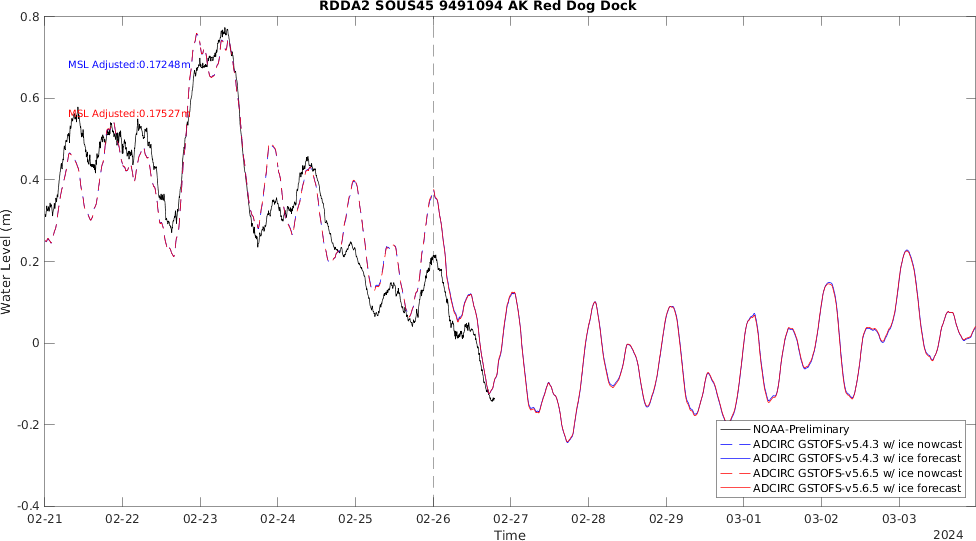 RDDA2 SOUS45 9491094 AK Red Dog Dock
0.8
0.6
0.4
0.2
0
-0.2
-0.4
Water Level (m)
MSL Adjusted:0.17248m
MSL Adjusted:0.17527m
NOAA-Preliminary
ADCIRC GSTOFS-v5.4.3 w/ ice nowcast
ADCIRC GSTOFS-v5.4.3 w/ ice forecast
ADCIRC GSTOFS-v5.6.5 w/ ice nowcast
ADCIRC GSTOFS-v5.6.5 w/ ice forecast
02-21 02-22 02-23 02-24 02-25 02-26 02-27 02-28 02-29 03-01 03-02 03-03
Time
2024